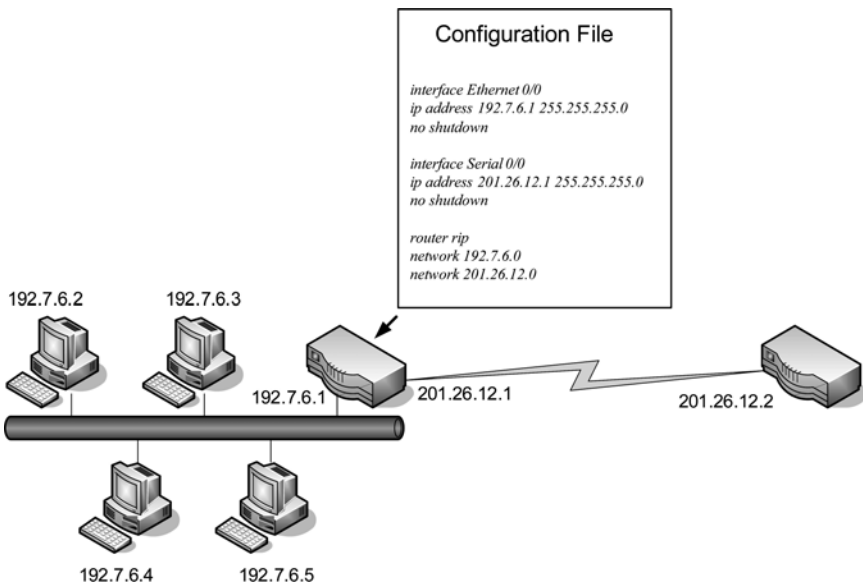 Configuration File
interface Ethernet 0/0
ip address 192.7.6.1 255.255.255.0
no shutdown
interface Serial 0/0
ip address 201.26.12.1 255.255.255.0
no shutdown
router rip
network 192.7.6.0
network 201.26.12.0
192.7.6.2
192.7.6.3
192.7.6.1
201.26.12.1
201.26.12.2
192.7.6.4
192.7.6.5